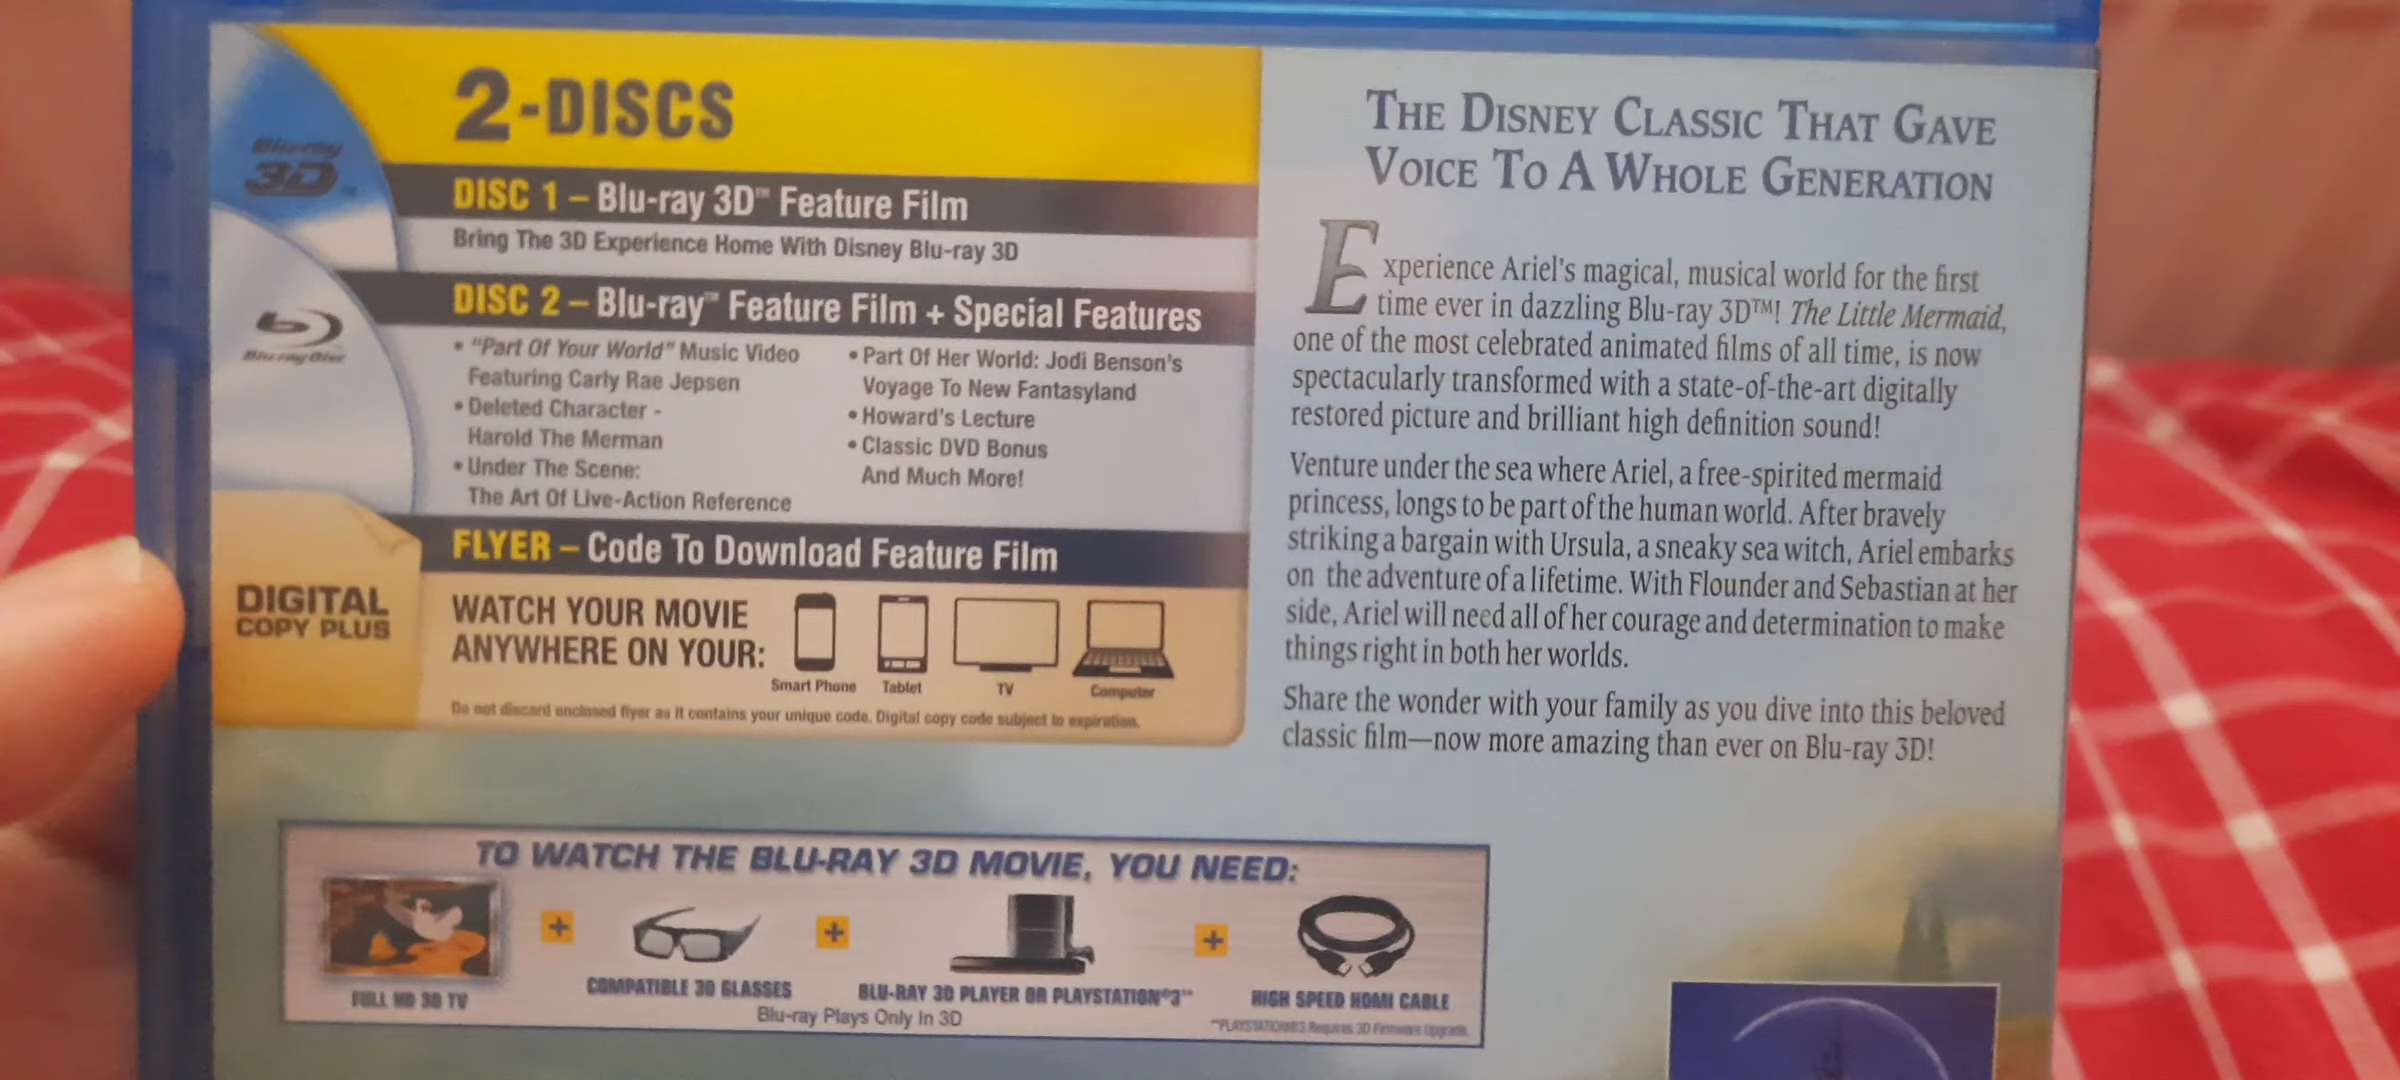 2-DISCS
Blu-ray
3D™
DISC 1 – Blu-ray 3D™ Feature Film
Bring The 3D Experience Home With Disney Blu-ray 3D
DISC 2 – Blu-ray™ Feature Film + Special Features
Blu-ray Disc
• "Part Of Your World" Music Video
Featuring Carly Rae Jepsen
• Deleted Character -
Harold The Merman
• Under The Scene:
The Art Of Live-Action Reference
• Part Of Her World: Jodi Benson's
Voyage To New Fantasyland
• Howard's Lecture
• Classic DVD Bonus
And Much More!
FLYER – Code To Download Feature Film
DIGITAL
COPY PLUS
WATCH YOUR MOVIE
ANYWHERE ON YOUR:
Smart Phone
Tablet
TV
Computer
Do not discard enclosed flyer as it contains your unique code. Digital copy code subject to expiration.
THE DISNEY CLASSIC THAT GAVE
VOICE TO A WHOLE GENERATION
Experience Ariel's magical, musical world for the first
time ever in dazzling Blu-ray 3D™! The Little Mermaid,
one of the most celebrated animated films of all time, is now
spectacularly transformed with a state-of-the-art digitally
restored picture and brilliant high definition sound!
Venture under the sea where Ariel, a free-spirited mermaid
princess, longs to be part of the human world. After bravely
striking a bargain with Ursula, a sneaky sea witch, Ariel embarks
on the adventure of a lifetime. With Flounder and Sebastian at her
side, Ariel will need all of her courage and determination to make
things right in both her worlds.
Share the wonder with your family as you dive into this beloved
classic film—now more amazing than ever on Blu-ray 3D!
TO WATCH THE BLU-RAY 3D MOVIE, YOU NEED:
FULL HD 3D TV
+
COMPATIBLE 3D GLASSES
+
BLU-RAY 3D PLAYER OR PLAYSTATION®3**
+
HIGH SPEED HDMI CABLE
Blu-ray Plays Only In 3D
**PLAYSTATION®3 Requires 3D Firmware Upgrade.